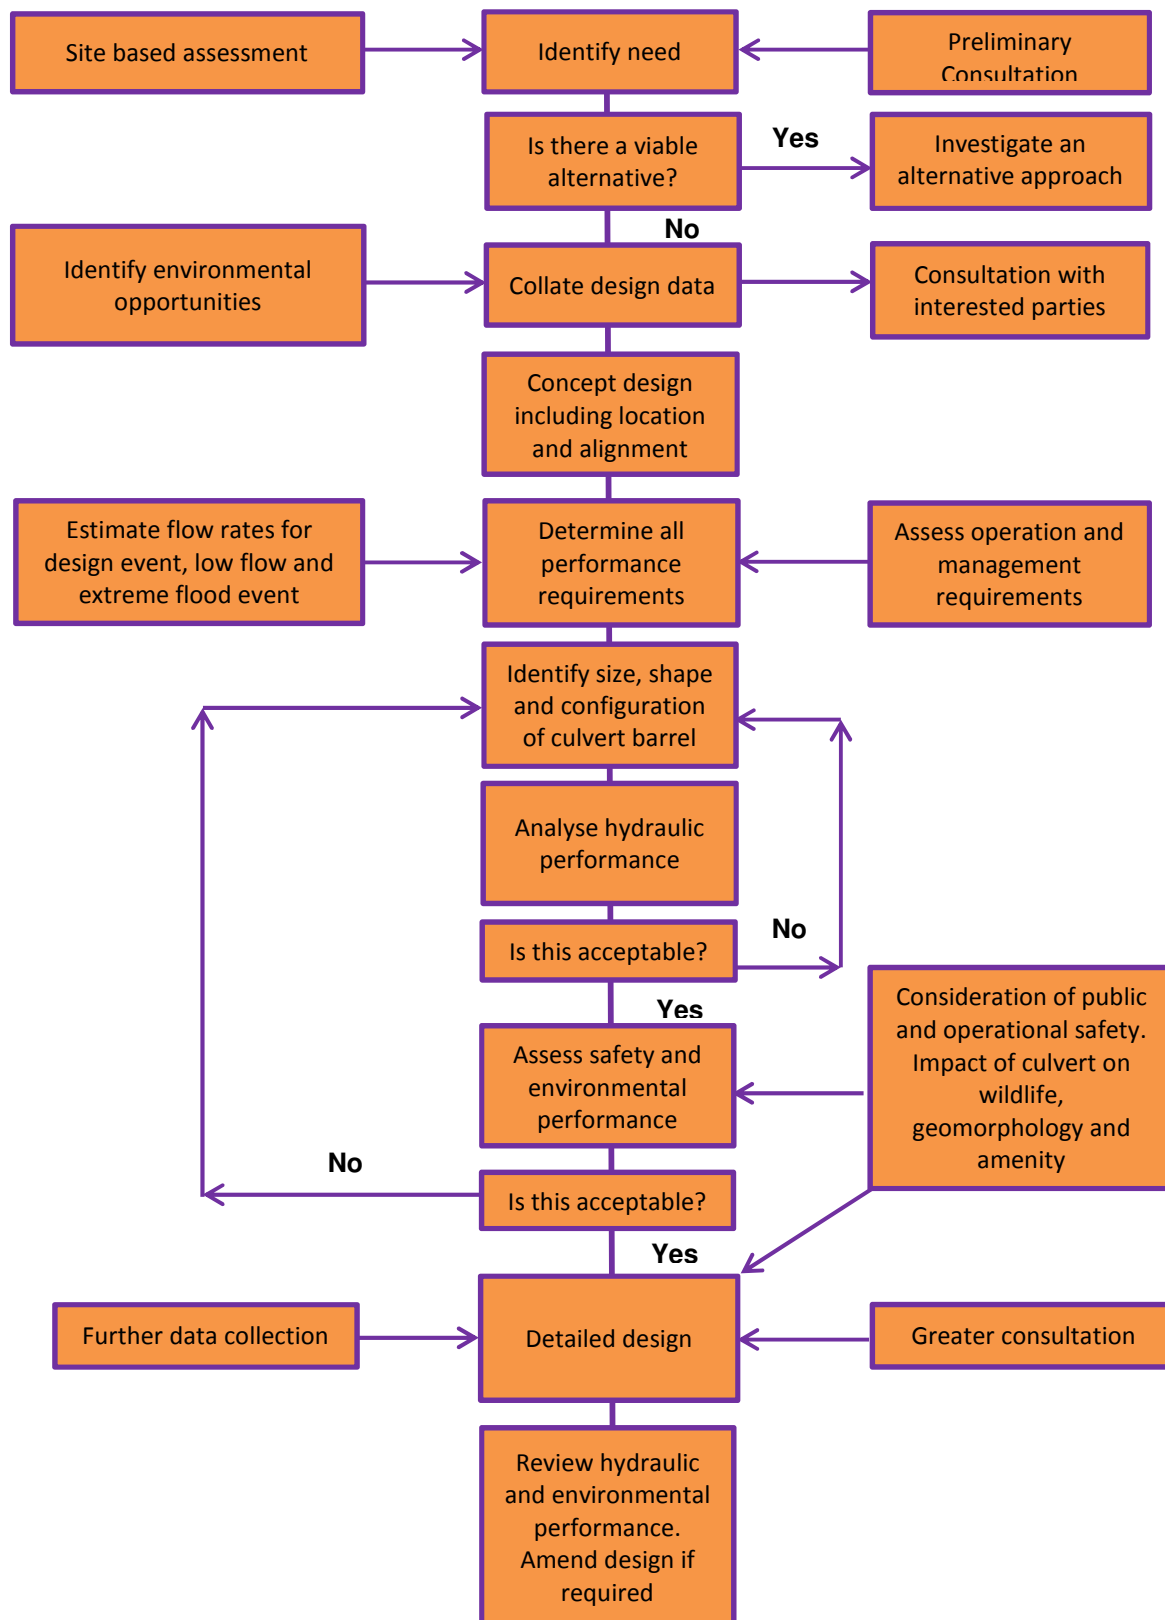 Site based assessment
Identify need
Preliminary
Consultation
Is there a viable
alternative?
Yes
Investigate an
alternative approach
No
Identify environmental
opportunities
Collate design data
Consultation with
interested parties
Concept design
including location
and alignment
Estimate flow rates for
design event, low flow and
extreme flood event
Determine all
performance
requirements
Assess operation and
management
requirements
Identify size, shape
and configuration
of culvert barrel
Analyse hydraulic
performance
Is this acceptable?
No
Yes
Consideration of public
and operational safety.
Impact of culvert on
wildlife,
geomorphology and
amenity
Assess safety and
environmental
performance
No
Is this acceptable?
Yes
Further data collection
Detailed design
Greater consultation
Review hydraulic
and environmental
performance.
Amend design if
required